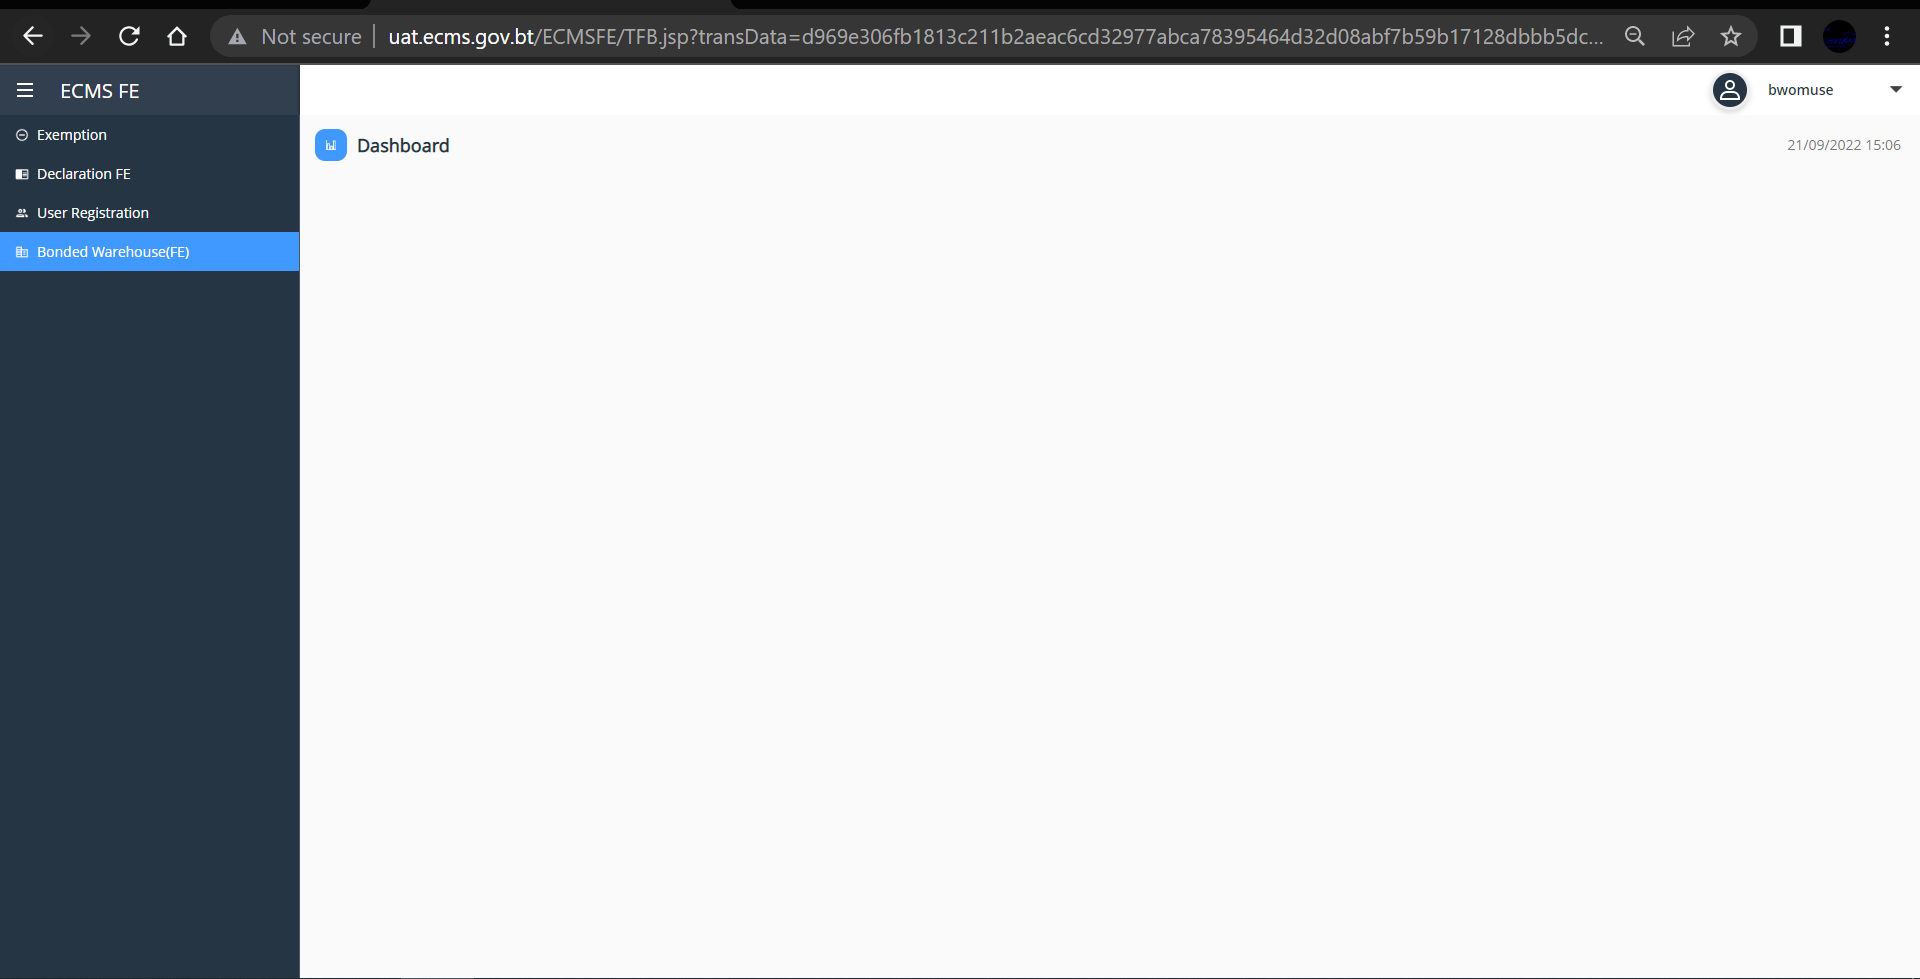 Not secure uat.ecms.gov.bt/ECMSFE/TFB.jsp?transData=d969e306fb1813c211b2aeac6cd32977abca78395464d32d08abf7b59b17128dbbb5dc...
ECMS FE
bwomuse
Exemption
Declaration FE
User Registration
Bonded Warehouse(FE)
Dashboard
21/09/2022 15:06